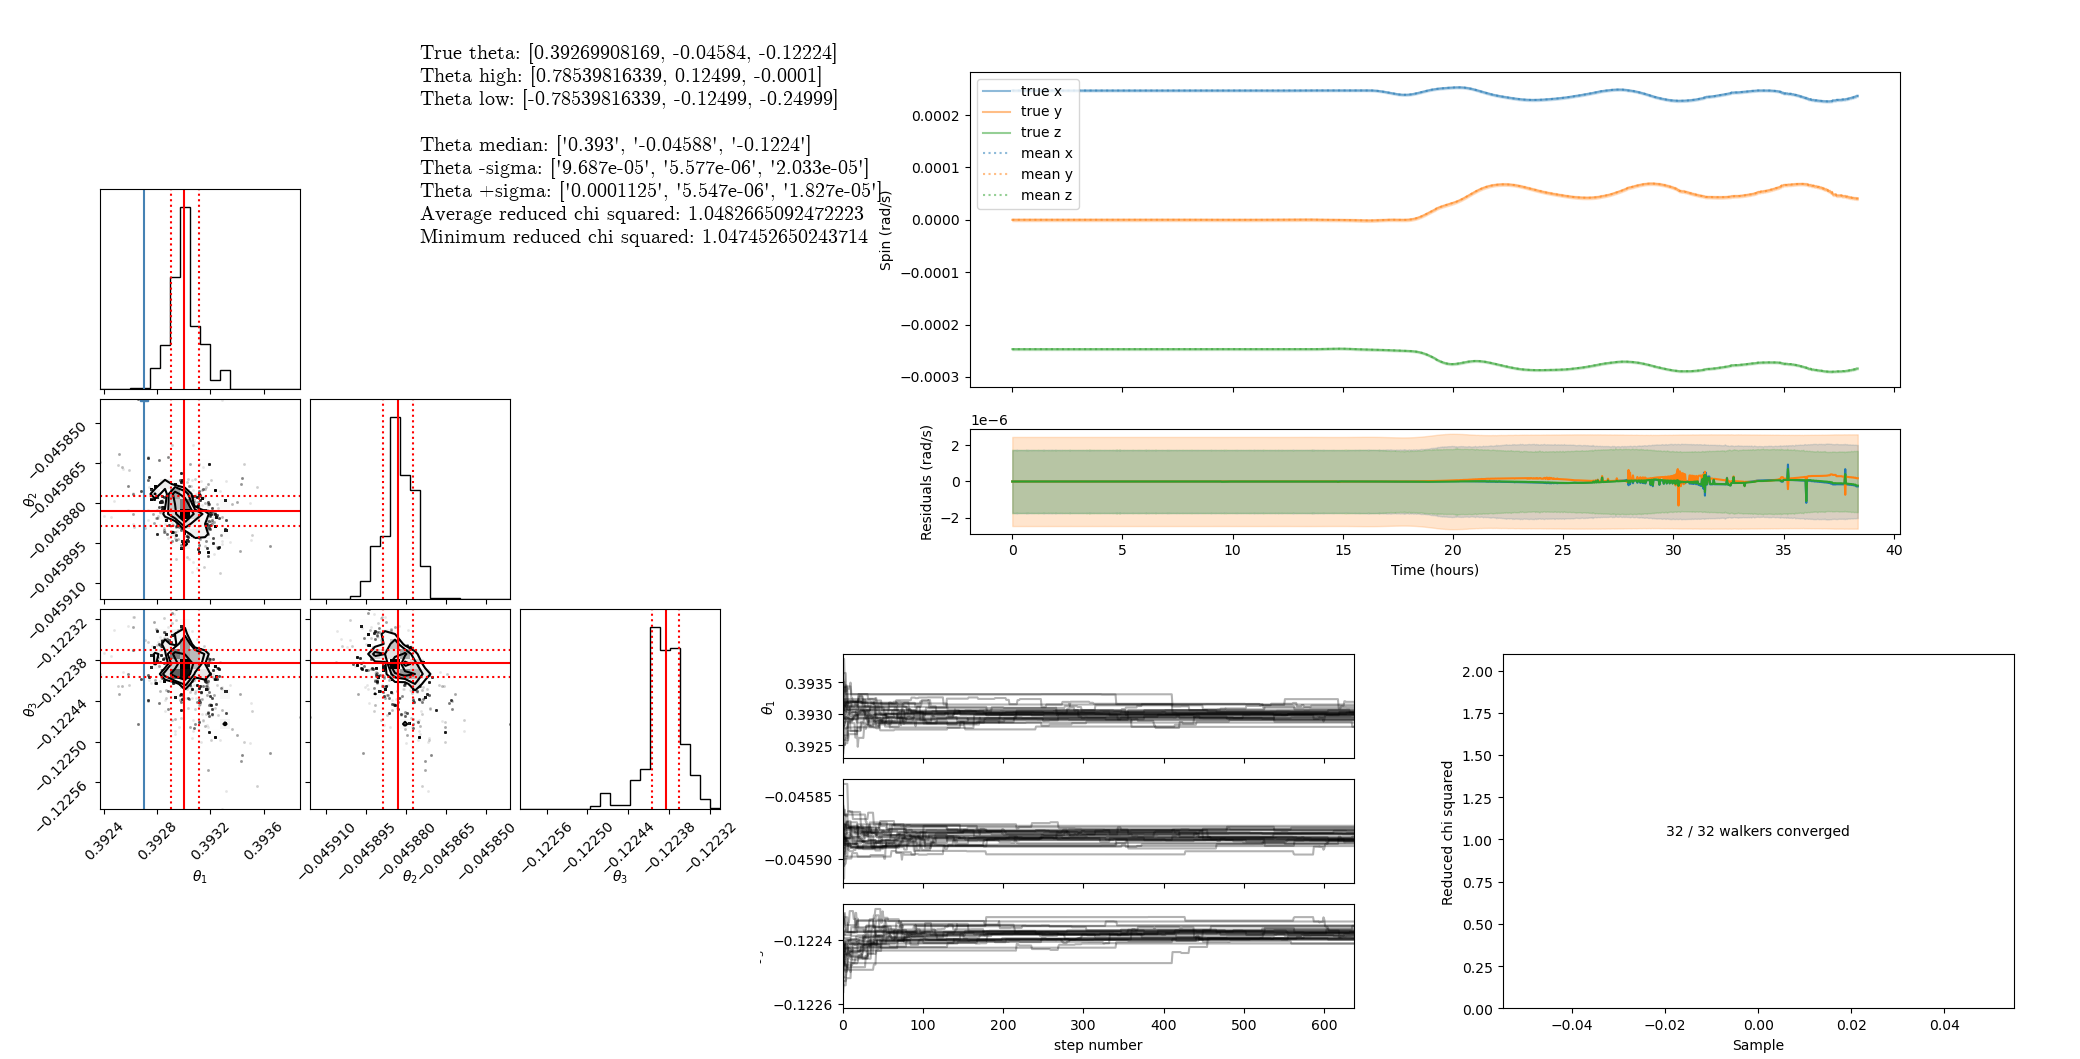 True theta: [0.39269908169, -0.04584, -0.12224]
Theta high: [0.78539816339, 0.12499, -0.0001]
Theta low: [-0.78539816339, -0.12499, -0.24999]
Theta median: ['0.393', '-0.04588', '-0.1224']
Theta -sigma: ['9.687e-05', '5.577e-06', '2.033e-05']
Theta +sigma: ['0.0001125', '5.547e-06', '1.827e-05']
Average reduced chi squared: 1.0482665092472223
Minimum reduced chi squared: 1.047452650243714
true x
true y
true z
mean x
mean y
mean z
Spin (rad/s)
0.0002
0.0001
0.0000
−0.0001
−0.0002
−0.0003
1e−6
Residuals (rad/s)
2
0
−2
0 5 10 15 20 25 30 35 40
Time (hours)
θ2
−0.045850
−0.045865
−0.045880
−0.045895
−0.045910
θ3
−0.12232
−0.12238
−0.12244
−0.12250
−0.12256
0.3924 0.3928 0.3932 0.3936
θ1
−0.045910 −0.045895 −0.045880 −0.045865 −0.045850
θ2
−0.12256 −0.12250 −0.12244 −0.12238 −0.12232
θ3
θ1
0.3935
0.3930
0.3925
−0.04585
−0.04590
−0.1224
−0.1226
0 100 200 300 400 500 600
step number
Reduced chi squared
2.00
1.75
1.50
1.25
1.00
0.75
0.50
0.25
0.00
32 / 32 walkers converged
−0.04 −0.02 0.00 0.02 0.04
Sample